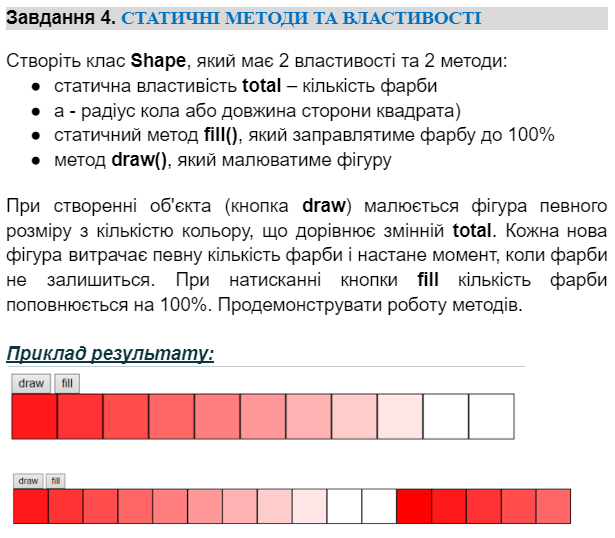 Завдання 4. СТАТИЧНІ МЕТОДИ ТА ВЛАСТИВОСТІ
Створіть клас Shape, який має 2 властивості та 2 методи:
● статична властивість total – кількість фарби
● a - радіус кола або довжина сторони квадрата)
● статичний метод fill(), який заправлятиме фарбу до 100%
● метод draw(), який малюватиме фігуру
При створенні об'єкта (кнопка draw) малюється фігура певного
розміру з кількістю кольору, що дорівнює змінній total. Кожна нова
фігура витрачає певну кількість фарби і настане момент, коли фарби
не залишиться. При натисканні кнопки fill кількість фарби
поповнюється на 100%. Продемонструвати роботу методів.
Приклад результату:
draw fill
draw fill